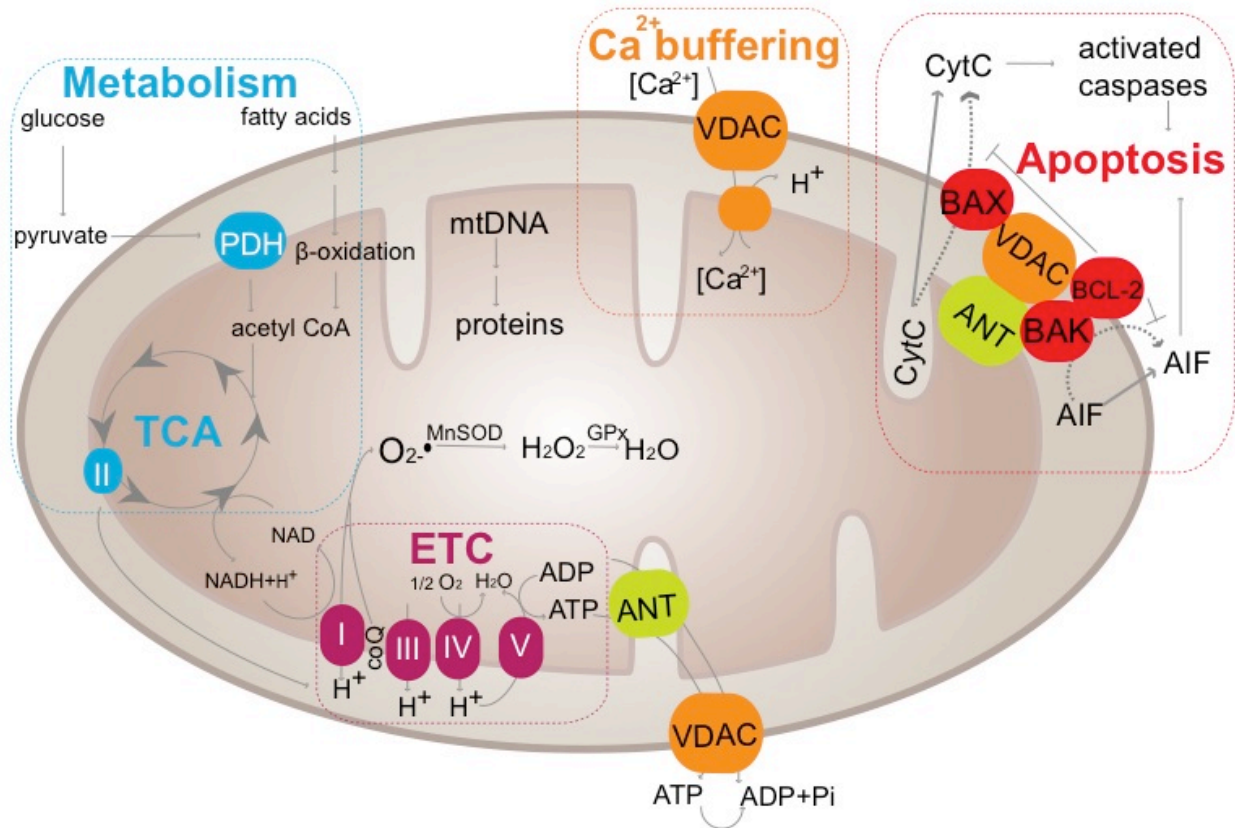 Metabolism
glucose
fatty acids
pyruvate
PDH
β-oxidation
acetyl CoA
TCA
II
NAD
NADH+H⁺
mtDNA
proteins
O₂-•
MnSOD
H₂O₂
GPx
H₂O
ETC
1/2 O₂
H₂O
ADP
ATP
I
coQ
III
IV
V
H⁺
H⁺
H⁺
ANT
VDAC
ATP
ADP+Pi
Ca²⁺ buffering
[Ca²⁺]
VDAC
H⁺
[Ca²⁺]
CytC
activated
caspases
Apoptosis
BAX
VDAC
BCL-2
ANT
BAK
CytC
AIF
AIF